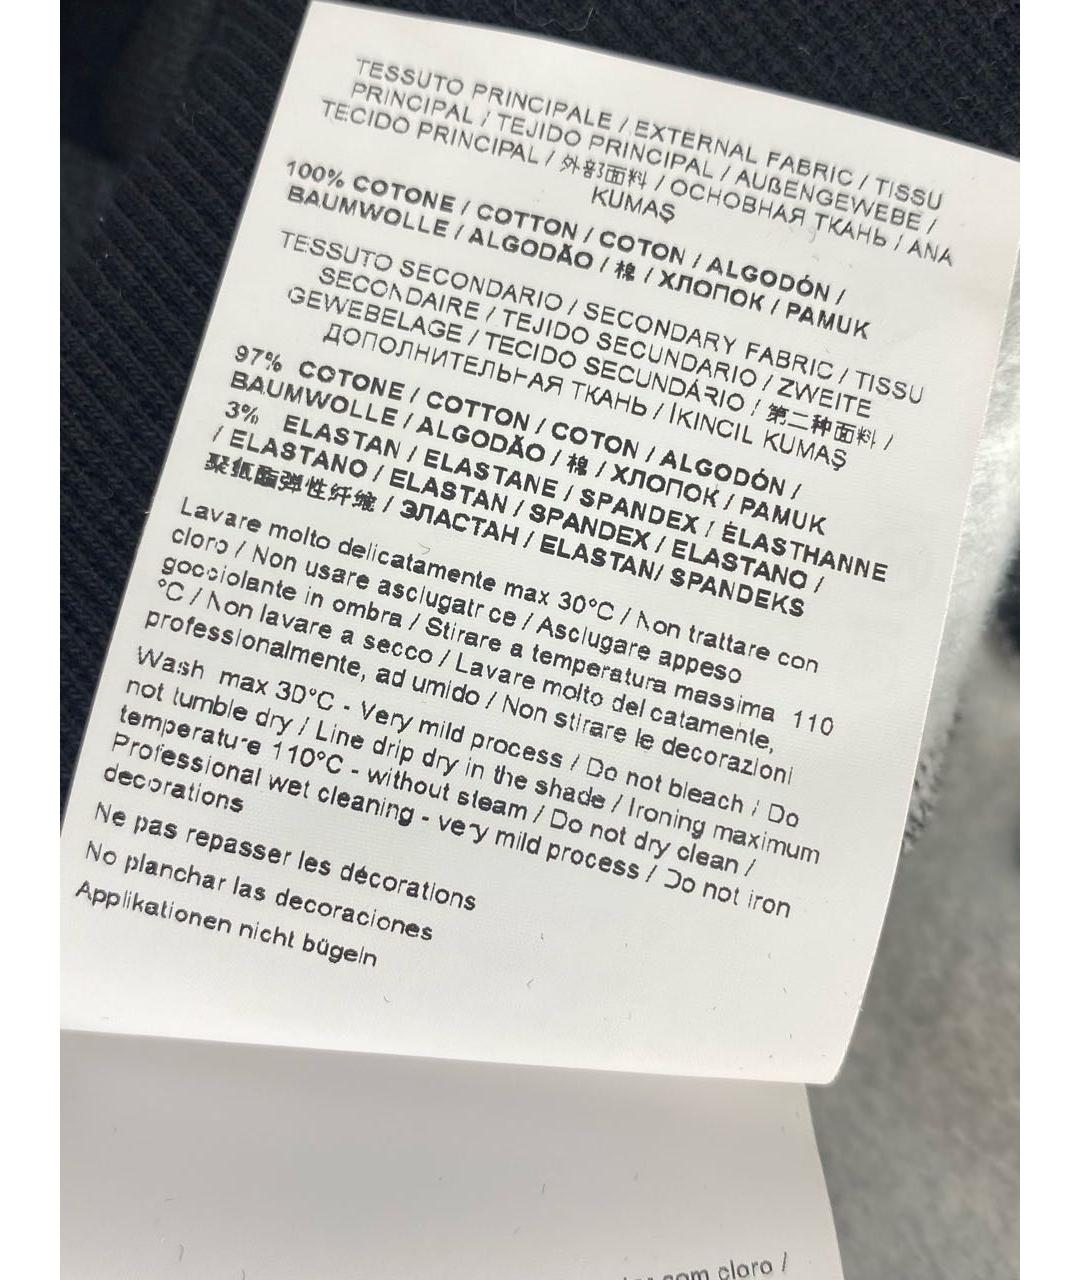 TESSUTO PRINCIPALE / EXTERNAL FABRIC / TISSU
PRINCIPAL / TEJIDO PRINCIPAL / AUßENGEWEBE /
TECIDO PRINCIPAL / 外部面料 / ОСНОВНАЯ ТКАНЬ / ANA
KUMAŞ
100% COTONE / COTTON / COTON / ALGODÓN /
BAUMWOLLE / ALGODÃO / 棉 / ХЛОПОК / PAMUK
TESSUTO SECONDARIO / SECONDARY FABRIC / TISSU
SECONDAIRE / TEJIDO SECUNDARIO / ZWEITE
GEWEBELAGE / TECIDO SECUNDÁRIO / 第二种面料 /
ДОПОЛНИТЕЛЬНАЯ ТКАНЬ / İKINCIL KUMAŞ
97% COTONE / COTTON / COTON / ALGODÓN /
BAUMWOLLE / ALGODÃO / 棉 / ХЛОПОК / PAMUK
3% ELASTAN / ELASTANE / SPANDEX / ÉLASTHANNE
/ ELASTANO / ELASTAN / SPANDEX / ELASTANO /
聚氨酯弹性纤维 / ЭЛАСТАН / ELASTAN/ SPANDEKS
Lavare molto delicatamente max 30°C / Non trattare con
cloro / Non usare asciugatrice / Asciugare appeso
gocciolante in ombra / Stirare a temperatura massima 110
°C / Non lavare a secco / Lavare molto delicatamente,
professionalmente, ad umido / Non stirare le decorazioni
Wash max 30°C - Very mild process / Do not bleach / Do
not tumble dry / Line drip dry in the shade / Ironing maximum
temperature 110°C - without steam / Do not dry clean /
Professional wet cleaning - very mild process / Do not iron
decorations
Ne pas repasser les décorations
No planchar las decoraciones
Applikationen nicht bügeln
com cloro /